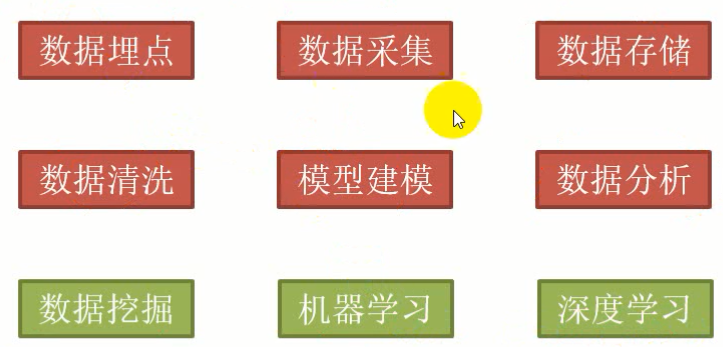 数据埋点 数据采集 数据存储
数据清洗 模型建模 数据分析
数据挖掘 机器学习 深度学习